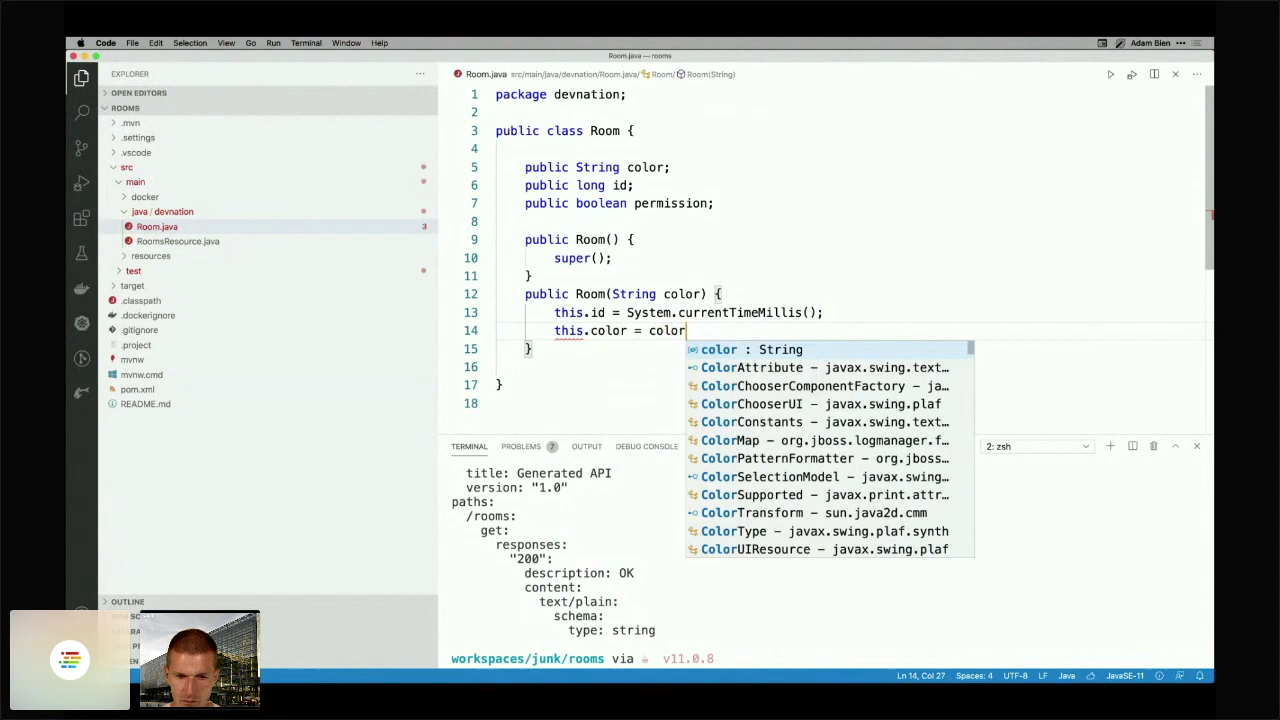 Code File Edit Selection View Go Run Terminal Window Help Adam Bien
Room.java — rooms
EXPLORER
OPEN EDITORS
ROOMS
.mvn
.settings
.vscode
src
main
docker
java / devnation
Room.java 3
RoomsResource.java
resources
test
target
.classpath
.dockerignore
.gitignore
.project
mvnw
mvnw.cmd
pom.xml
README.md
OUTLINE
Room.java src/main/java/devnation/Room.java/ Room/ Room(String)
1 package devnation;
2
3 public class Room {
4
5 public String color;
6 public long id;
7 public boolean permission;
8
9 public Room() {
10 super();
11 }
12 public Room(String color) {
13 this.id = System.currentTimeMillis();
14 this.color = color
15 }
16
17 }
18
color : String
ColorAttribute – javax.swing.text…
ColorChooserComponentFactory – ja…
ColorChooserUI – javax.swing.plaf
ColorConstants – javax.swing.text…
ColorMap – org.jboss.logmanager.f…
ColorPatternFormatter – org.jboss…
ColorSelectionModel – javax.swing…
ColorSupported – javax.print.attr…
ColorTransform – sun.java2d.cmm
ColorType – javax.swing.plaf.synth
ColorUIResource – javax.swing.plaf
TERMINAL PROBLEMS 7 OUTPUT DEBUG CONSOLE 2: zsh
title: Generated API
version: "1.0"
paths:
/rooms:
get:
responses:
"200":
description: OK
content:
text/plain:
schema:
type: string
workspaces/junk/rooms via v11.0.8
Ln 14, Col 27 Spaces: 4 UTF-8 LF Java JavaSE-11